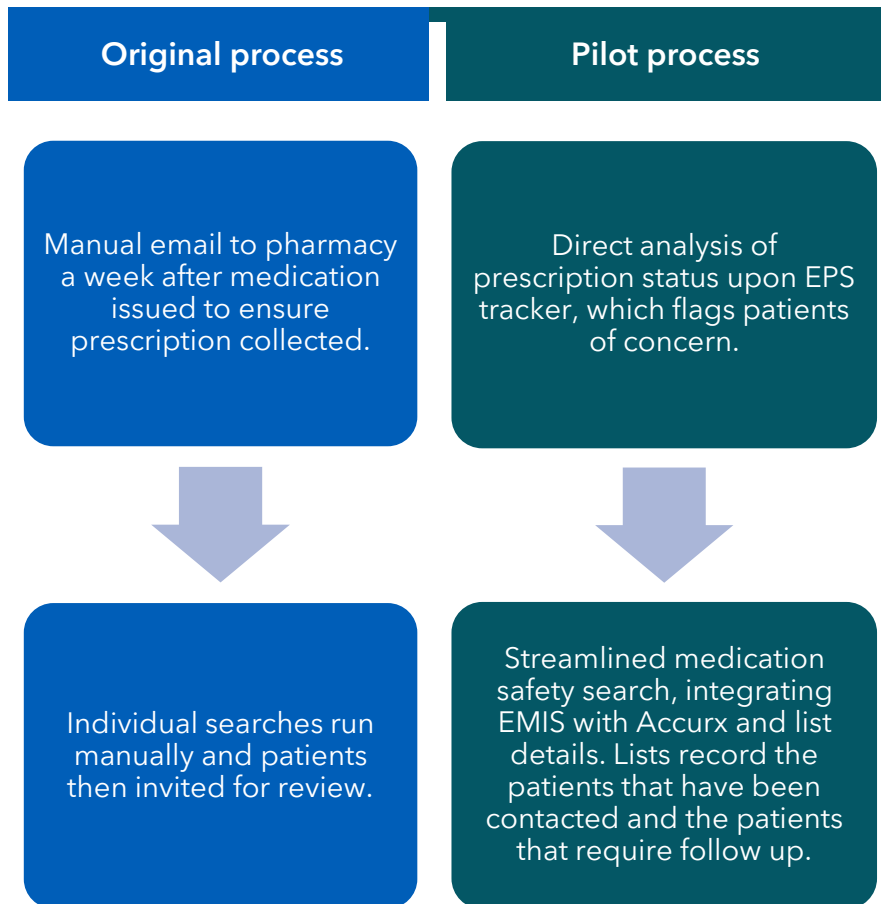 Original process
Pilot process
Manual email to pharmacy
a week after medication
issued to ensure
prescription collected.
Direct analysis of
prescription status upon EPS
tracker, which flags patients
of concern.
Individual searches run
manually and patients
then invited for review.
Streamlined medication
safety search, integrating
EMIS with Accurx and list
details. Lists record the
patients that have been
contacted and the patients
that require follow up.